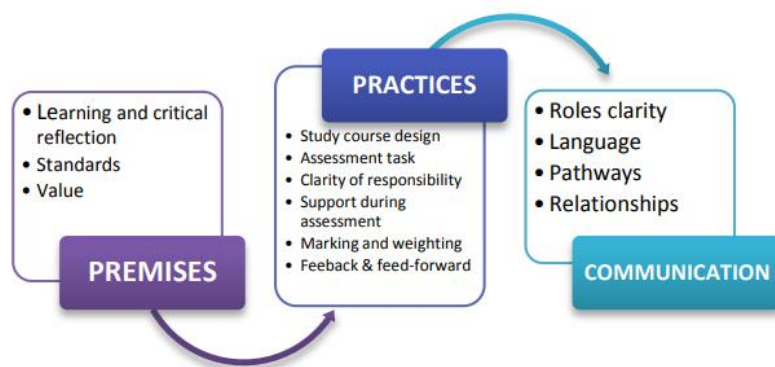 • Learning and critical
reflection
• Standards
• Value
PREMISES
PRACTICES
• Study course design
• Assessment task
• Clarity of responsibility
• Support during
assessment
• Marking and weighting
• Feeback & feed-forward
• Roles clarity
• Language
• Pathways
• Relationships
COMMUNICATION